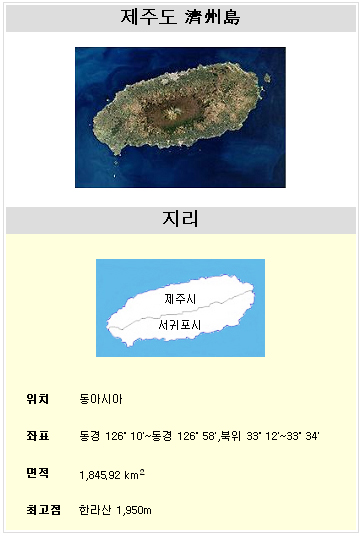 제주도 濟州島
지리
제주시
서귀포시
위치 동아시아
좌표 동경 126° 10'~동경 126° 58',북위 33° 12'~33° 34'
면적 1,845,92 km²
최고점 한라산 1,950m